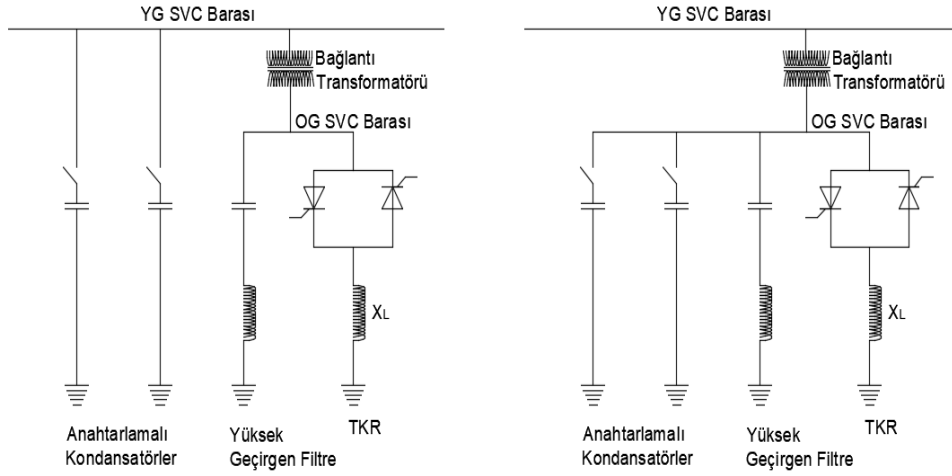 YG SVC Barası
Bağlantı
Transformatörü
OG SVC Barası
XL
TKR
Anahtarlamalı
Kondansatörler
Yüksek
Geçirgen Filtre
YG SVC Barası
Bağlantı
Transformatörü
OG SVC Barası
XL
TKR
Anahtarlamalı
Kondansatörler
Yüksek
Geçirgen Filtre